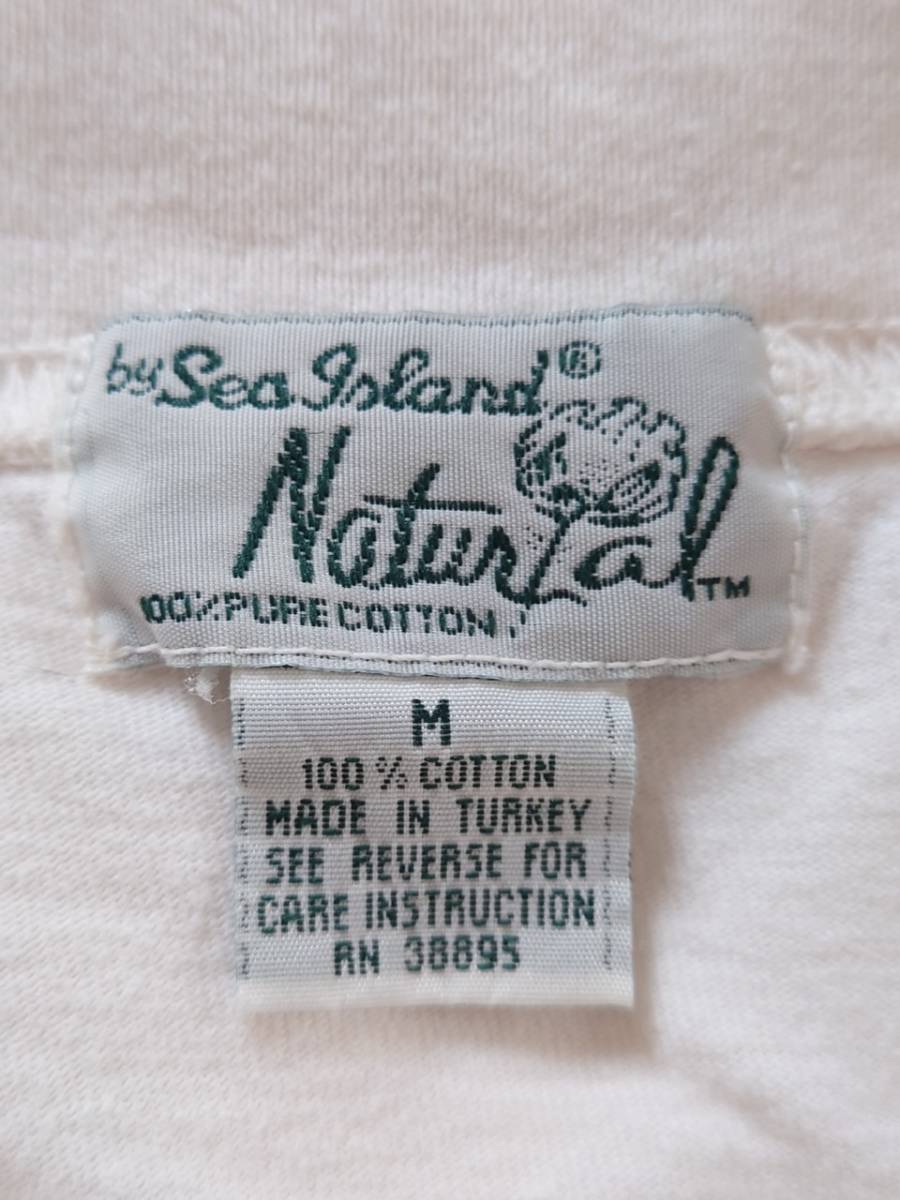 by Sea Island®
Natural™
100% PURE COTTON
M
100 % COTTON
MADE IN TURKEY
SEE REVERSE FOR
CARE INSTRUCTION
RN 38895